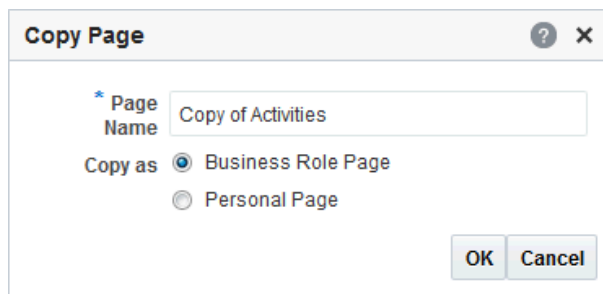 Copy Page ?
* Page Name Copy of Activities
Copy as Business Role Page
Personal Page
OK Cancel